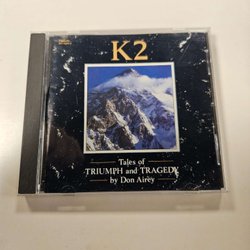 K2
Tales of
TRIUMPH and TRAGEDY
by Don Airey